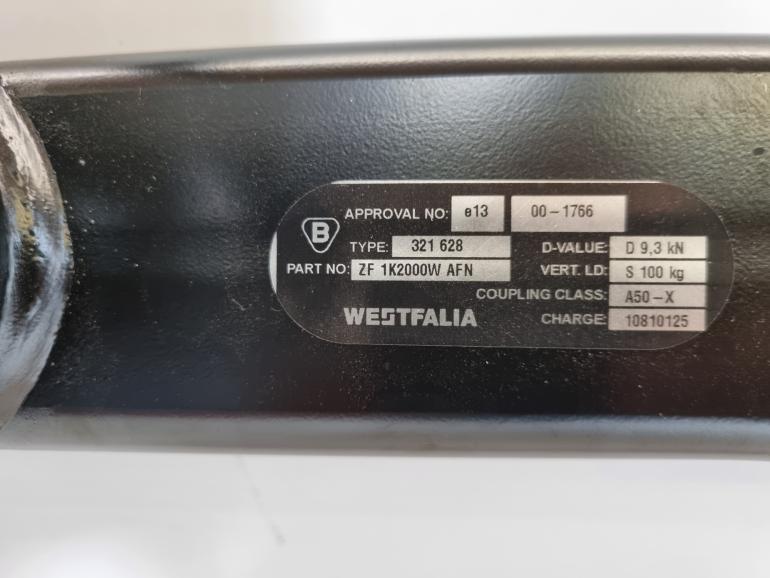 APPROVAL NO: e13 00-1766
B
TYPE: 321 628 D-VALUE: D 9,3 kN
PART NO: ZF 1K2000W AFN VERT. LD: S 100 kg
COUPLING CLASS: A50-X
WESTFALIA CHARGE: 10810125